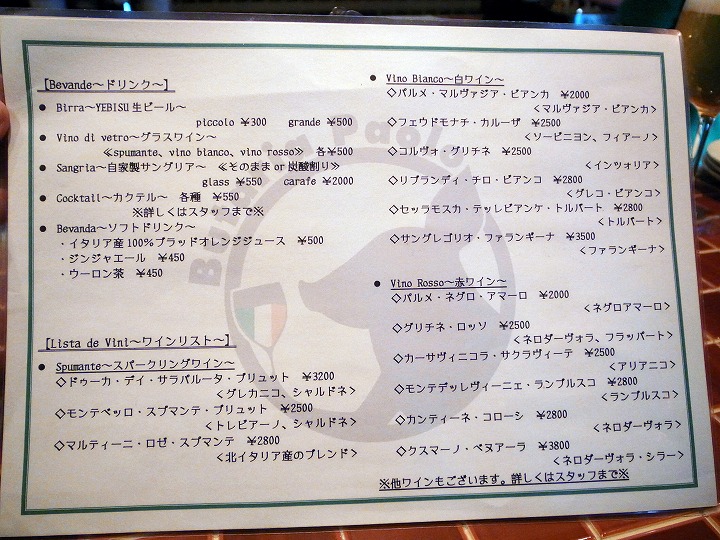 【Bevande～ドリンク～】
● Birra～YEBISU生ビール～
piccolo ￥300 grande ￥500
● Vino di vetro～グラスワイン～
≪spumante、vino bianco、vino rosso≫ 各￥500
● Sangria～自家製サングリア～ ≪そのままor炭酸割り≫
glass ￥550 carafe ￥2000
● Cocktail～カクテル～ 各種 ￥550
※詳しくはスタッフまで※
● Bevanda～ソフトドリンク～
・イタリア産100%ブラッドオレンジジュース ￥500
・ジンジャエール ￥450
・ウーロン茶 ￥450
【Lista de Vini～ワインリスト～】
● Spumante～スパークリングワイン～
◇ドゥーカ・デイ・サラパルータ・ブリュット ￥3200
＜グレカニコ、シャルドネ＞
◇モンテベッロ・スプマンテ・ブリュット ￥2500
＜トレビアーノ、シャルドネ＞
◇マルティーニ・ロゼ・スプマンテ ￥2800
＜北イタリア産のブレンド＞
● Vino Bianco～白ワイン～
◇パルメ・マルヴァジア・ビアンカ ￥2000
＜マルヴァジア・ビアンカ＞
◇フェウドモナチ・カルーザ ￥2500
＜ソービニヨン、フィアーノ＞
◇コルヴォ・グリチネ ￥2500
＜インツォリア＞
◇リブランディ・チロ・ビアンコ ￥2800
＜グレコ・ビアンコ＞
◇セッラモスカ・テッレビアンケ・トルバート ￥2800
＜トルバート＞
◇サングレゴリオ・ファランギーナ ￥3500
＜ファランギーナ＞
● Vino Rosso～赤ワイン～
◇パルメ・ネグロ・アマーロ ￥2000
＜ネグロアマーロ＞
◇グリチネ・ロッソ ￥2500
＜ネロダーヴォラ、フラッパート＞
◇カーサヴィニコラ・サクラヴィーテ ￥2500
＜アリアニコ＞
◇モンテデッレヴィーニェ・ランブルスコ ￥2800
＜ランブルスコ＞
◇カンティーネ・コローシ ￥2800
＜ネロダーヴォラ＞
◇クスマーノ・ベヌアーラ ￥3800
＜ネロダーヴォラ・シラー＞
※他ワインもございます。詳しくはスタッフまで※